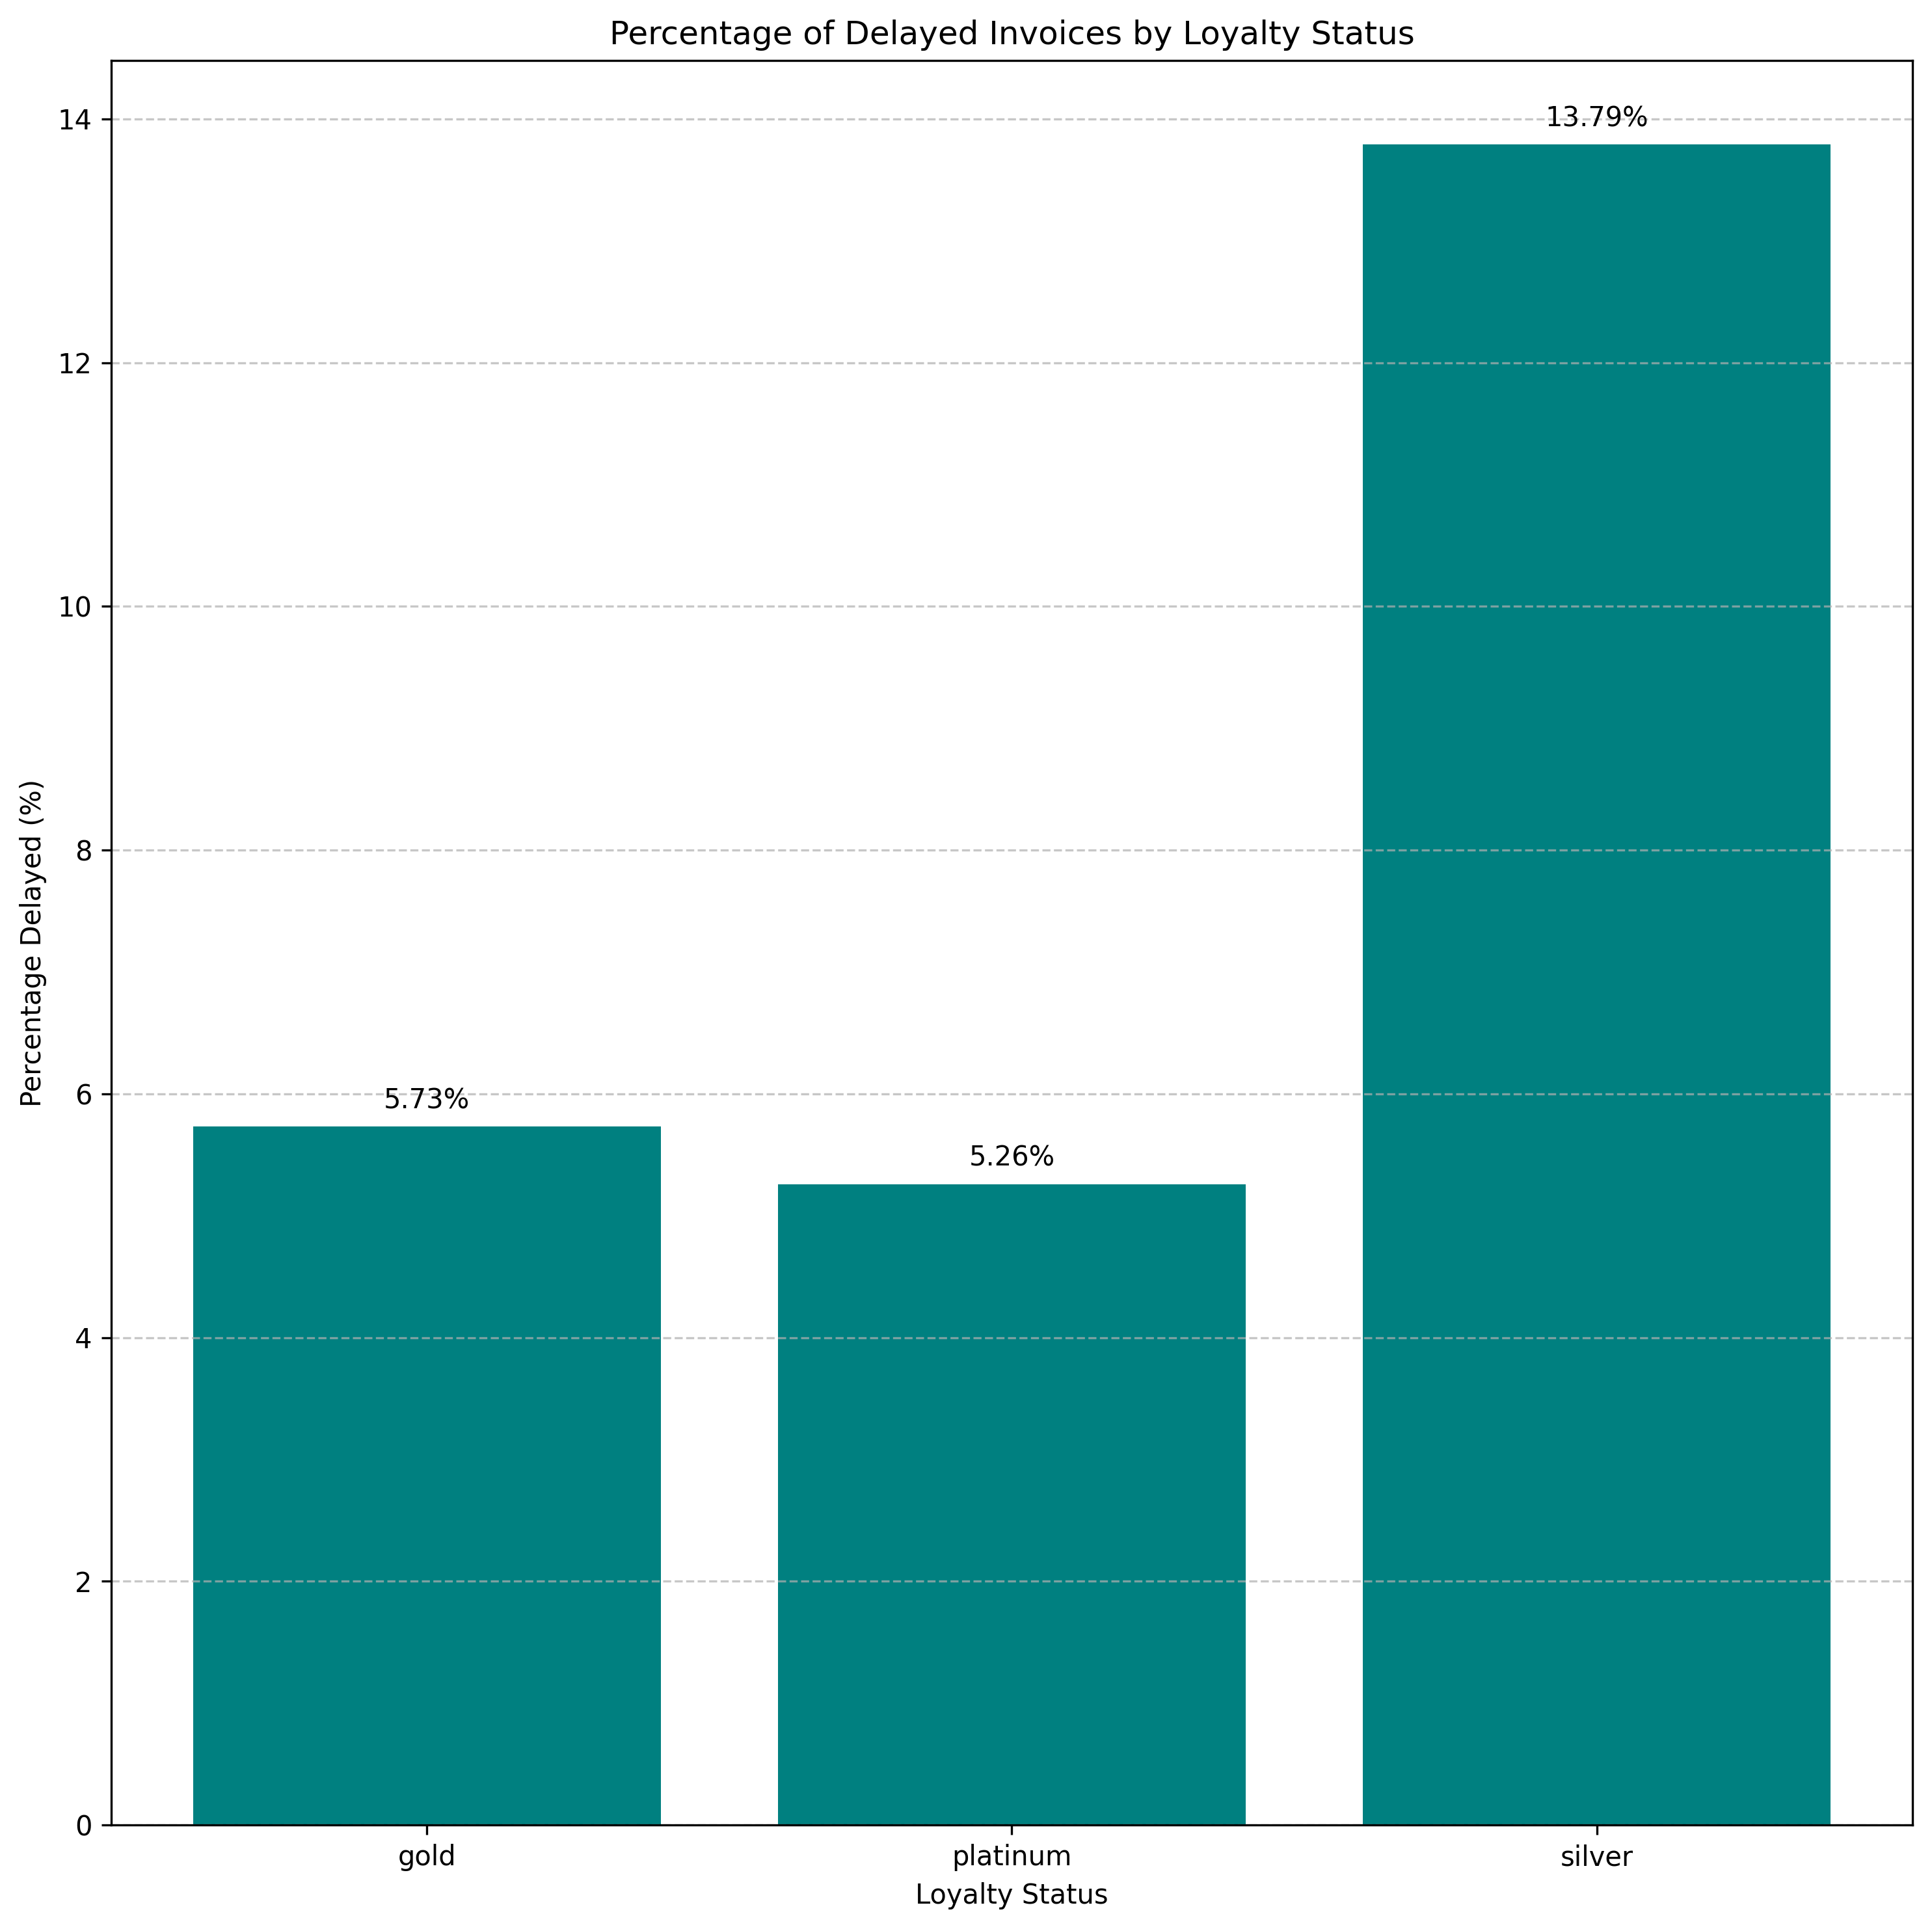 Percentage of Delayed Invoices by Loyalty Status
Percentage Delayed (%)
14
12
10
8
6
4
2
0
13.79%
5.73%
5.26%
gold
platinum
silver
Loyalty Status